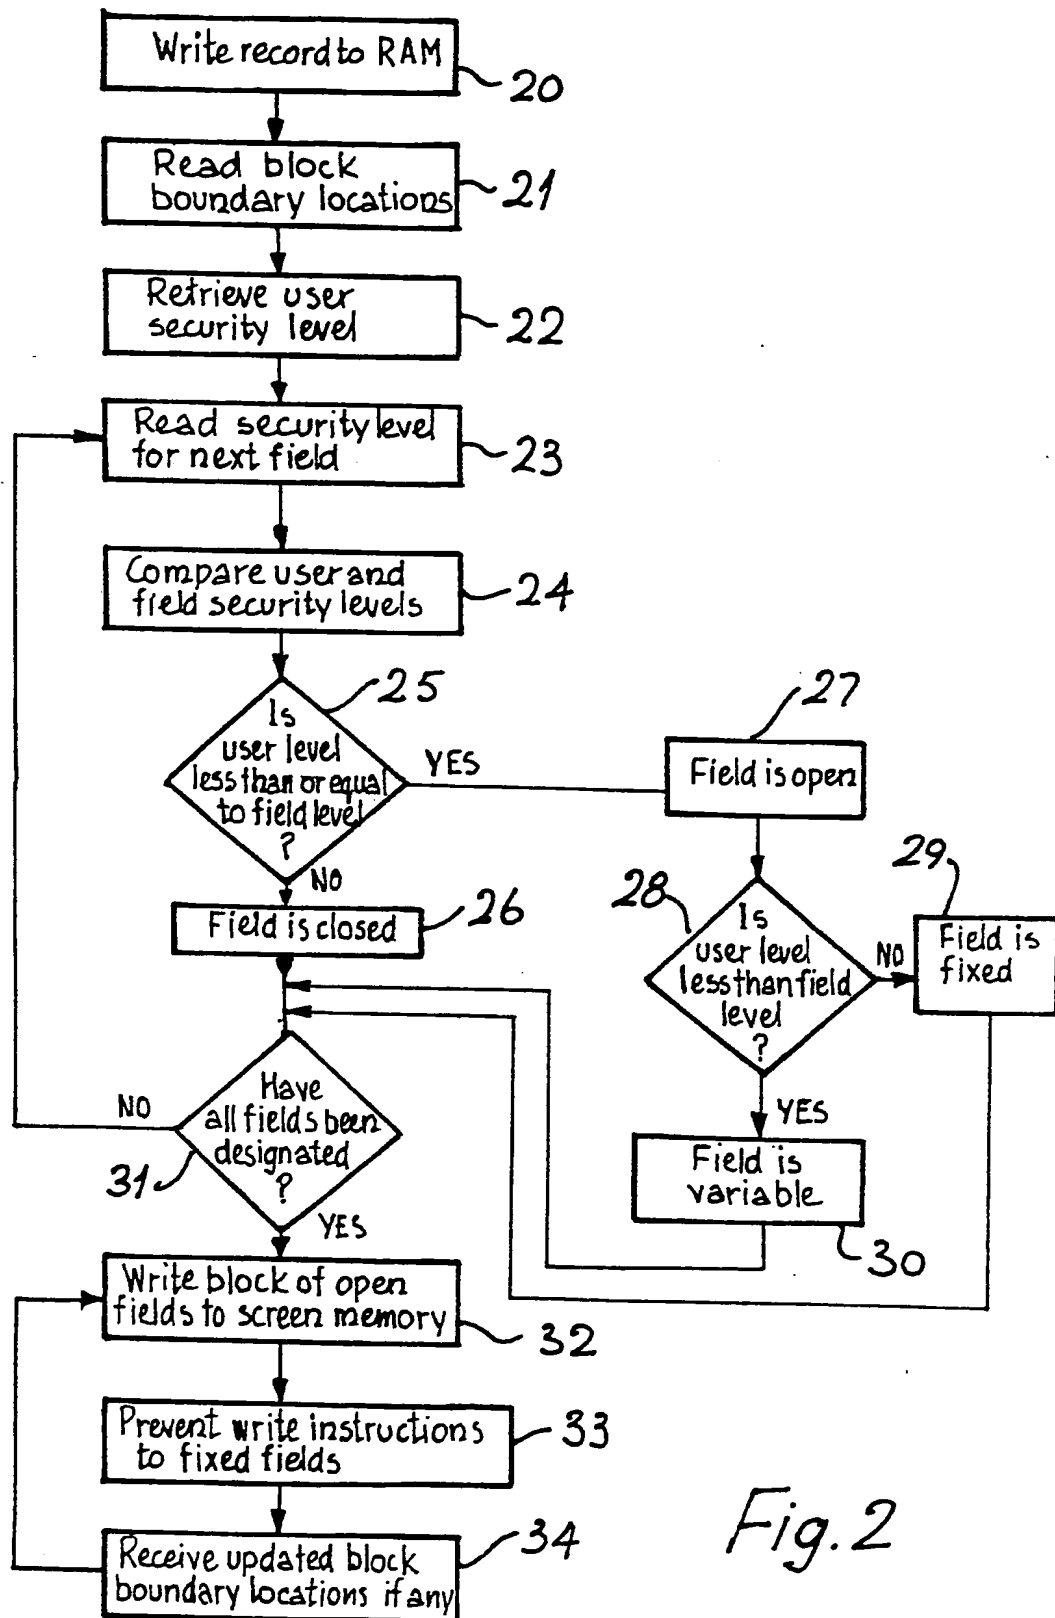 Write record to RAM
20
Read block
boundary locations
21
Retrieve user
security level
22
Read security level
for next field
23
Compare user and
field security levels
24
25
Is
user level
less than or equal
to field level
?
YES
NO
27
Field is open
Field is closed
26
28
Is
user level
less than field
level
?
NO
29
Field is
fixed
YES
Field is
variable
30
Have
all fields been
designated
?
NO
31
YES
Write block of open
fields to screen memory
32
Prevent write instructions
to fixed fields
33
Receive updated block
boundary locations if any
34
Fig. 2